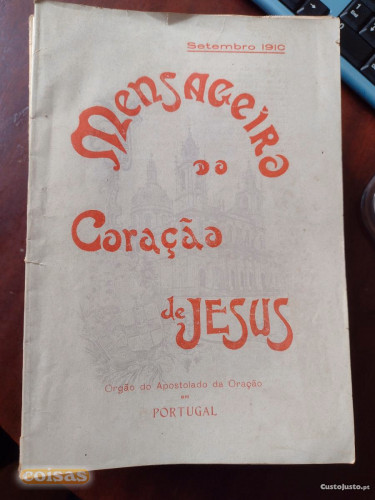 Setembro 1910
Mensageiro
do
Coração
de JESUS
Orgão do Apostolado da Oração
em
PORTUGAL
coisas
CustoJusto.pt